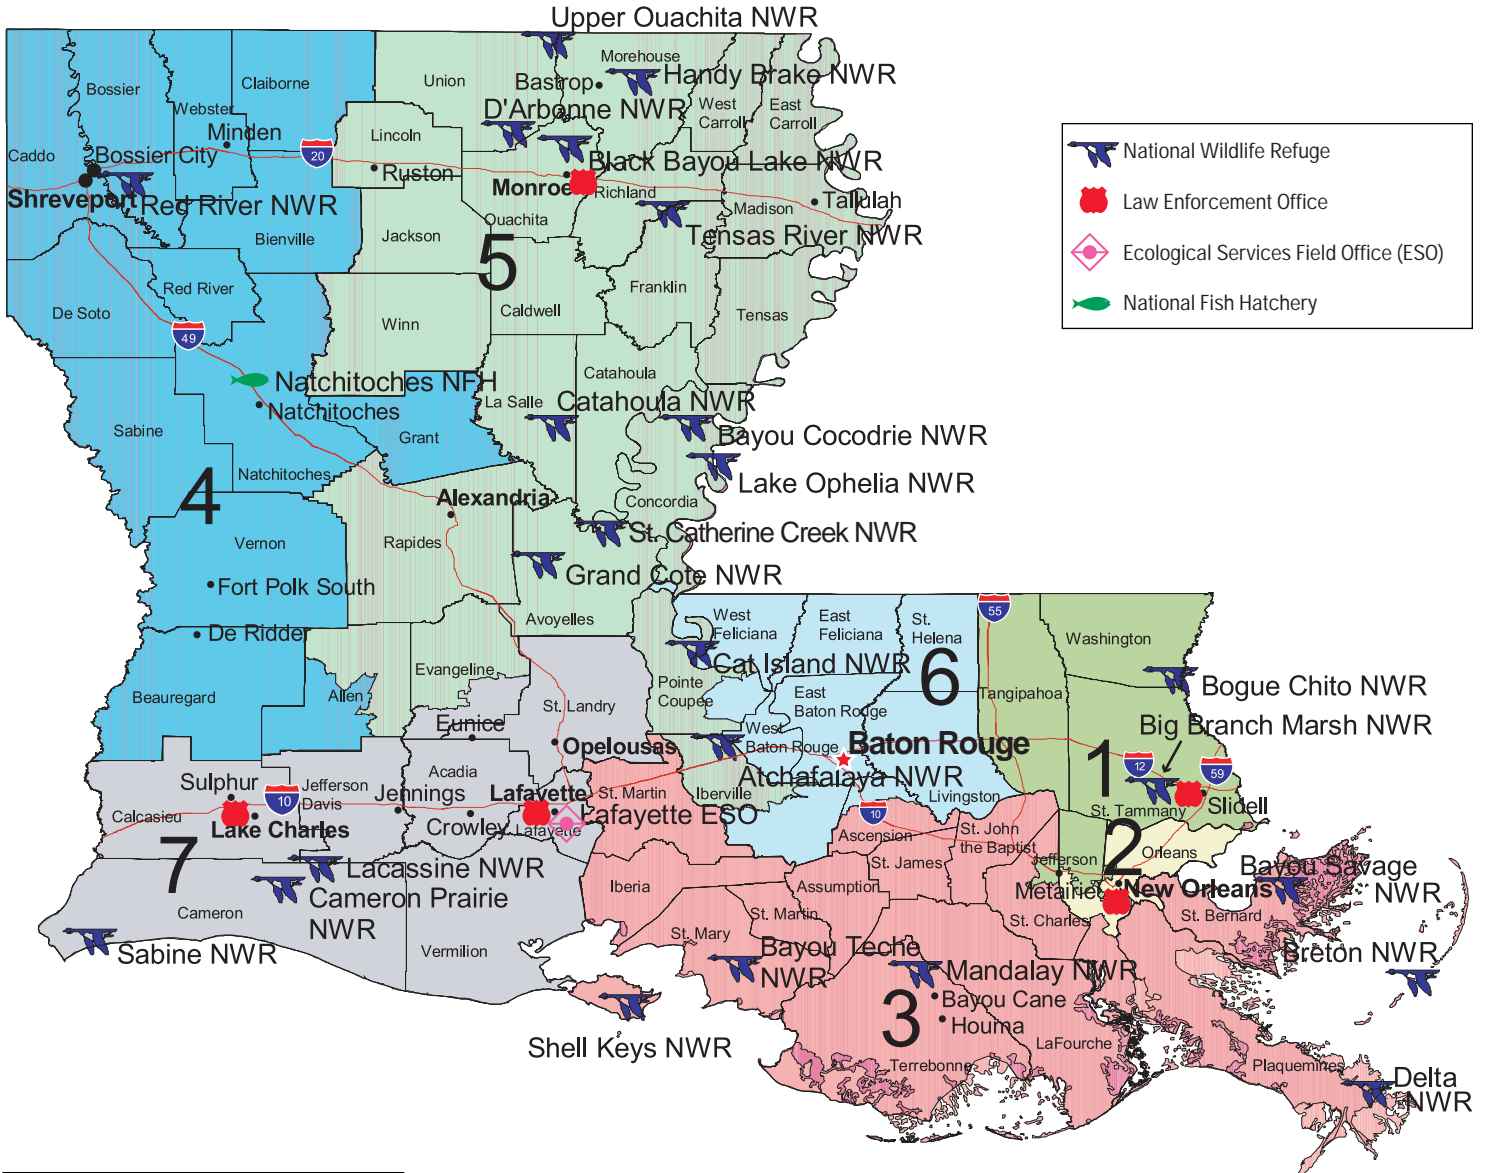 Upper Ouachita NWR
Morehouse
Bossier
Claiborne
Union
Bastrop
Handy Brake NWR
Webster
D'Arbonne NWR
West
Carroll
East
Carroll
Minden
Lincoln
20
Caddo
Bossier City
Black Bayou Lake NWR
Ruston
Monroe
Richland
Shreveport
Red River NWR
Tallulah
Madison
Ouachita
Bienville
Jackson
Tensas River NWR
5
Red River
Franklin
De Soto
Caldwell
Winn
Tensas
49
Natchitoches NFH
Catahoula
Natchitoches
La Salle
Catahoula NWR
Sabine
Grant
Bayou Cocodrie NWR
Natchitoches
Lake Ophelia NWR
4
Alexandria
Concordia
Vernon
Rapides
St. Catherine Creek NWR
Fort Polk South
Grand Cote NWR
De Ridder
Avoyelles
West
Feliciana
East
Feliciana
St.
Helena
55
Washington
Evangeline
Cat Island NWR
6
Beauregard
Allen
Pointe
Coupee
East
Baton Rouge
Tangipahoa
Bogue Chito NWR
St. Landry
Eunice
West
Baton Rouge
Big Branch Marsh NWR
Opelousas
Baton Rouge
1
12
59
Sulphur
Jefferson
Davis
Acadia
Atchafalaya NWR
10
Jennings
Lafayette
St. Martin
Iberville
Livingston
St. Tammany
Slidell
Calcasieu
Lake Charles
Crowley
Lafayette
Lafayette ESO
10
Ascension
St. John
the Baptist
2
Orleans
7
Lacassine NWR
St. James
Jefferson
Bayou Savage
NWR
Iberia
Assumption
Metairie
New Orleans
Cameron Prairie
NWR
Cameron
St. Martin
St. Charles
St. Bernard
Sabine NWR
Vermilion
St. Mary
Bayou Teche
NWR
Breton NWR
Mandalay NWR
3
Bayou Cane
Houma
Shell Keys NWR
LaFourche
Terrebonne
Plaquemines
Delta
NWR
National Wildlife Refuge
Law Enforcement Office
Ecological Services Field Office (ESO)
National Fish Hatchery